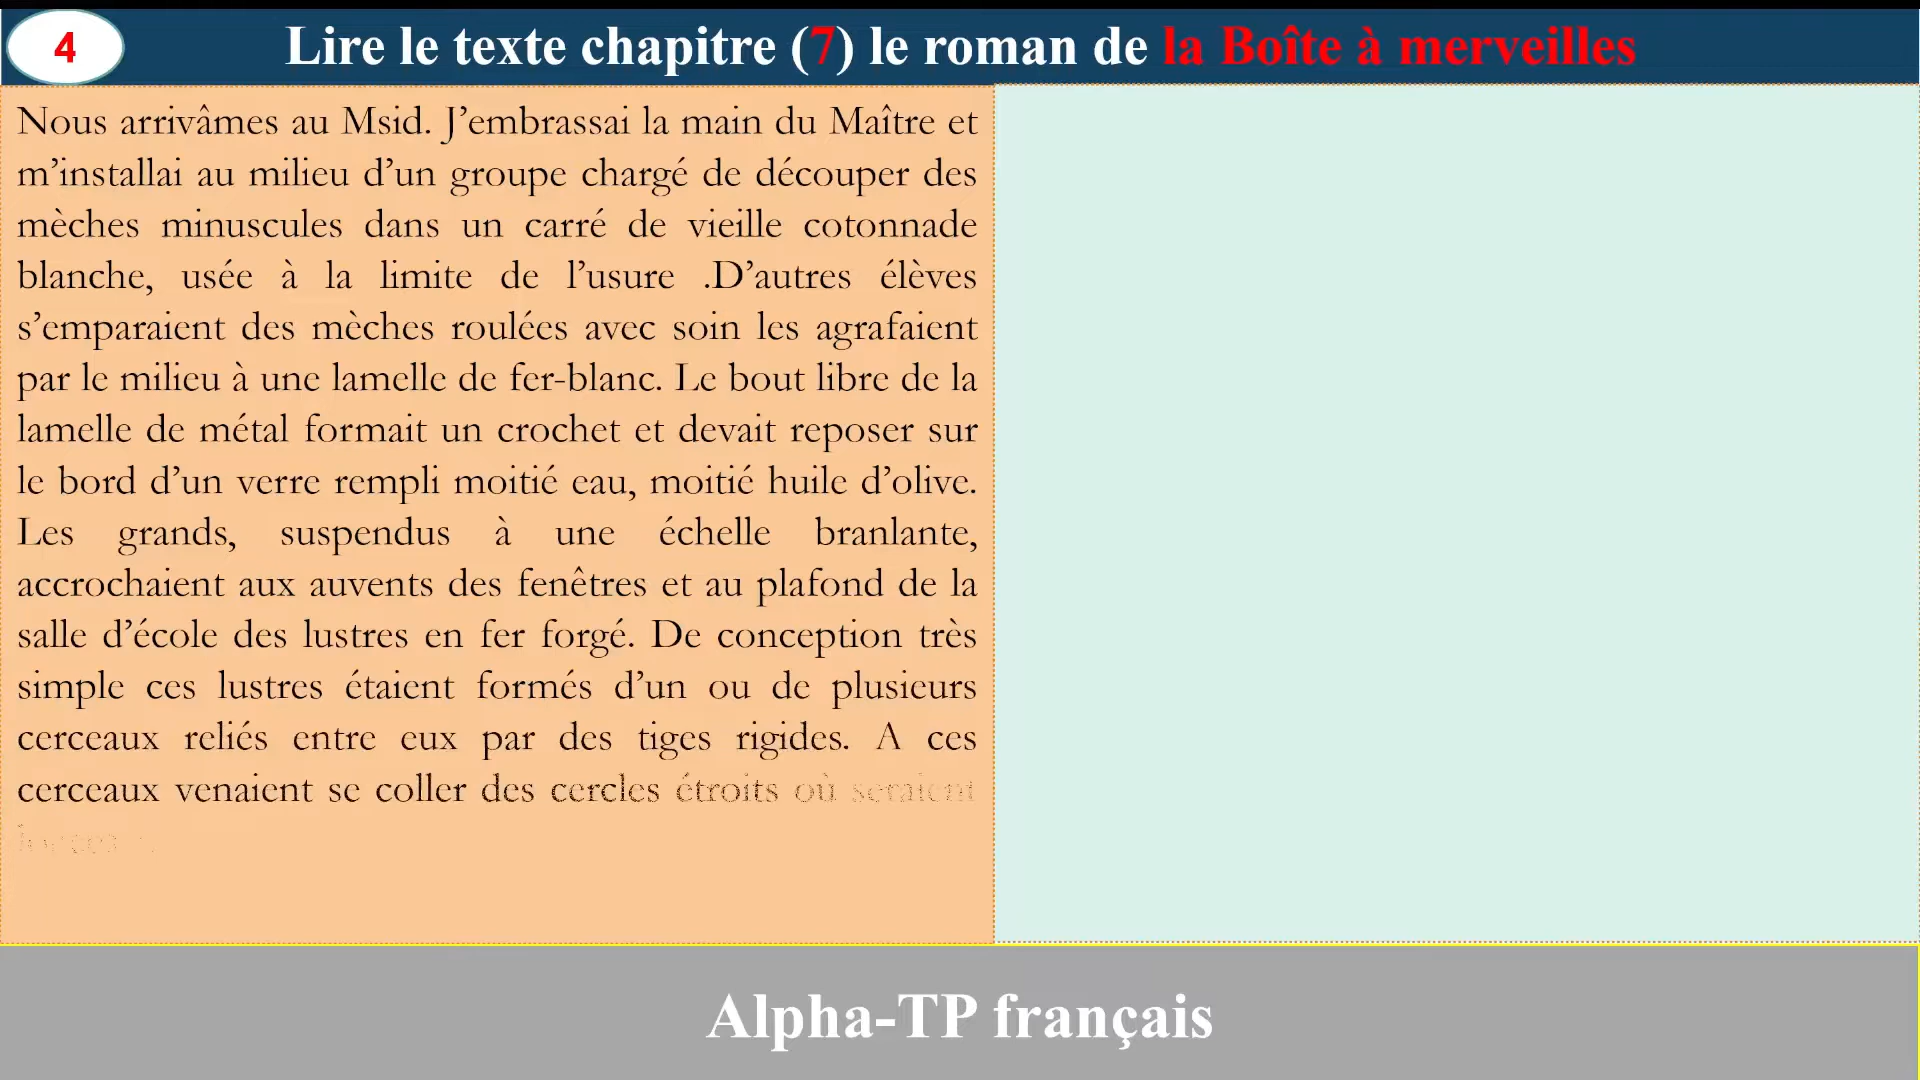 4
Lire le texte chapitre (7) le roman de la Boîte à merveilles
Nous arrivâmes au Msid. J’embrassai la main du Maître et
m’installai au milieu d’un groupe chargé de découper des
mèches minuscules dans un carré de vieille cotonnade
blanche, usée à la limite de l’usure .D’autres élèves
s’emparaient des mèches roulées avec soin les agrafaient
par le milieu à une lamelle de fer-blanc. Le bout libre de la
lamelle de métal formait un crochet et devait reposer sur
le bord d’un verre rempli moitié eau, moitié huile d’olive.
Les grands, suspendus à une échelle branlante,
accrochaient aux auvents des fenêtres et au plafond de la
salle d’école des lustres en fer forgé. De conception très
simple ces lustres étaient formés d’un ou de plusieurs
cerceaux reliés entre eux par des tiges rigides. A ces
cerceaux venaient se coller des cercles étroits où seraient
Alpha-TP français